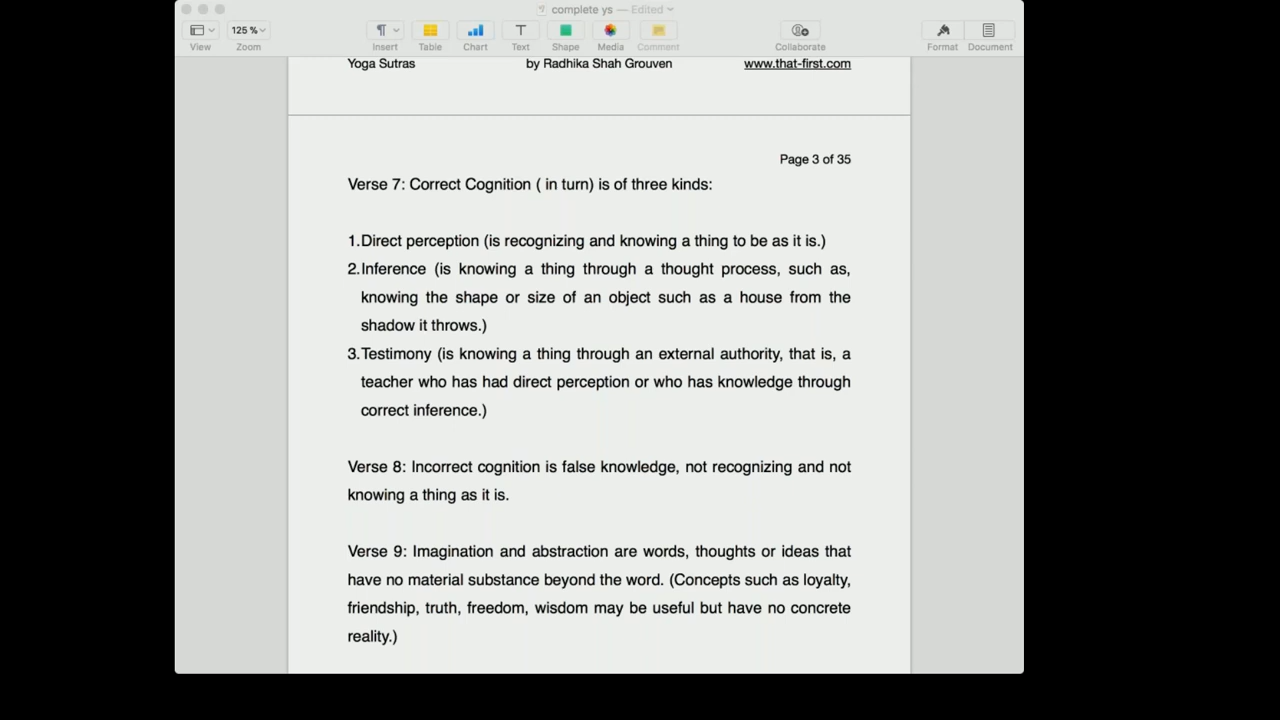 complete ys — Edited
125 %
View
Zoom
Insert
Table
Chart
Text
Shape
Media
Comment
Collaborate
Format
Document
Yoga Sutras by Radhika Shah Grouven www.that-first.com
Page 3 of 35
Verse 7: Correct Cognition ( in turn) is of three kinds:
1.Direct perception (is recognizing and knowing a thing to be as it is.)
2.Inference (is knowing a thing through a thought process, such as,
knowing the shape or size of an object such as a house from the
shadow it throws.)
3.Testimony (is knowing a thing through an external authority, that is, a
teacher who has had direct perception or who has knowledge through
correct inference.)
Verse 8: Incorrect cognition is false knowledge, not recognizing and not
knowing a thing as it is.
Verse 9: Imagination and abstraction are words, thoughts or ideas that
have no material substance beyond the word. (Concepts such as loyalty,
friendship, truth, freedom, wisdom may be useful but have no concrete
reality.)